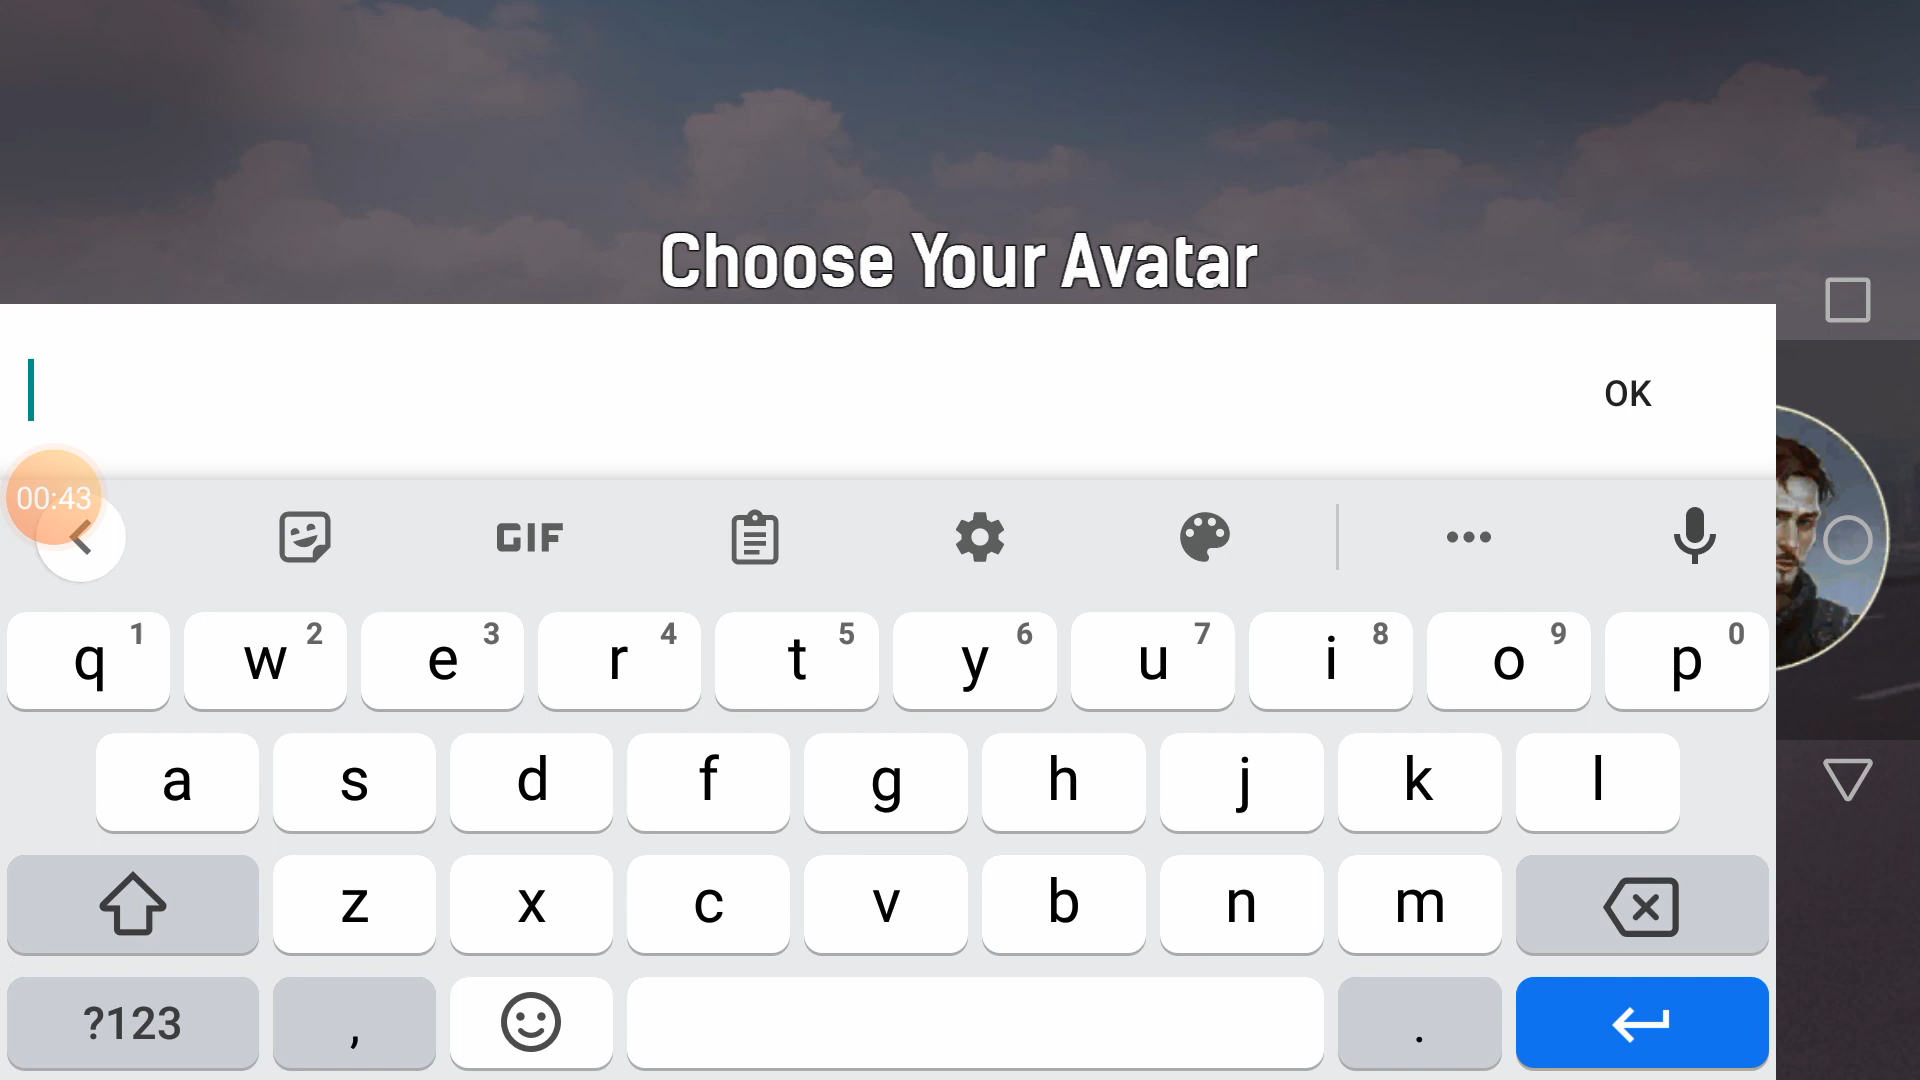 Choose Your Avatar
OK
00:43
GIF
q 1 w 2 e 3 r 4 t 5 y 6 u 7 i 8 o 9 p 0
a s d f g h j k l
z x c v b n m
?123 , .